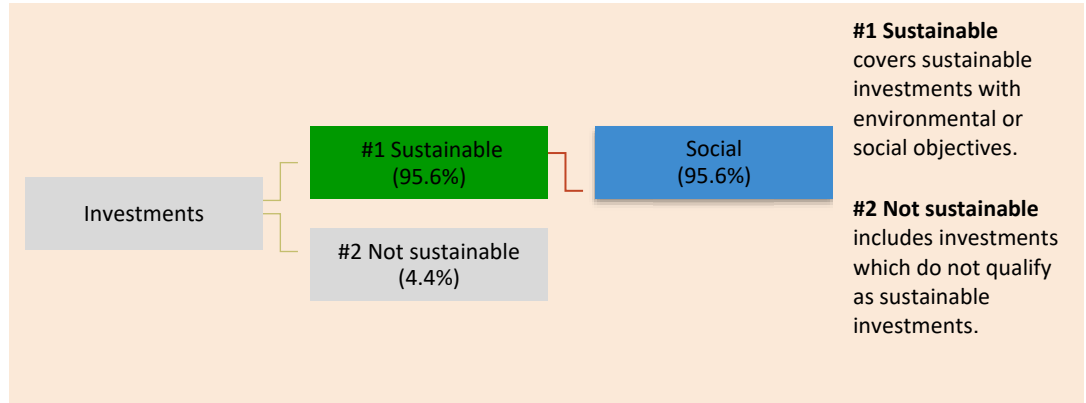 Investments
#1 Sustainable
(95.6%)
Social
(95.6%)
#2 Not sustainable
(4.4%)
#1 Sustainable
covers sustainable
investments with
environmental or
social objectives.
#2 Not sustainable
includes investments
which do not qualify
as sustainable
investments.